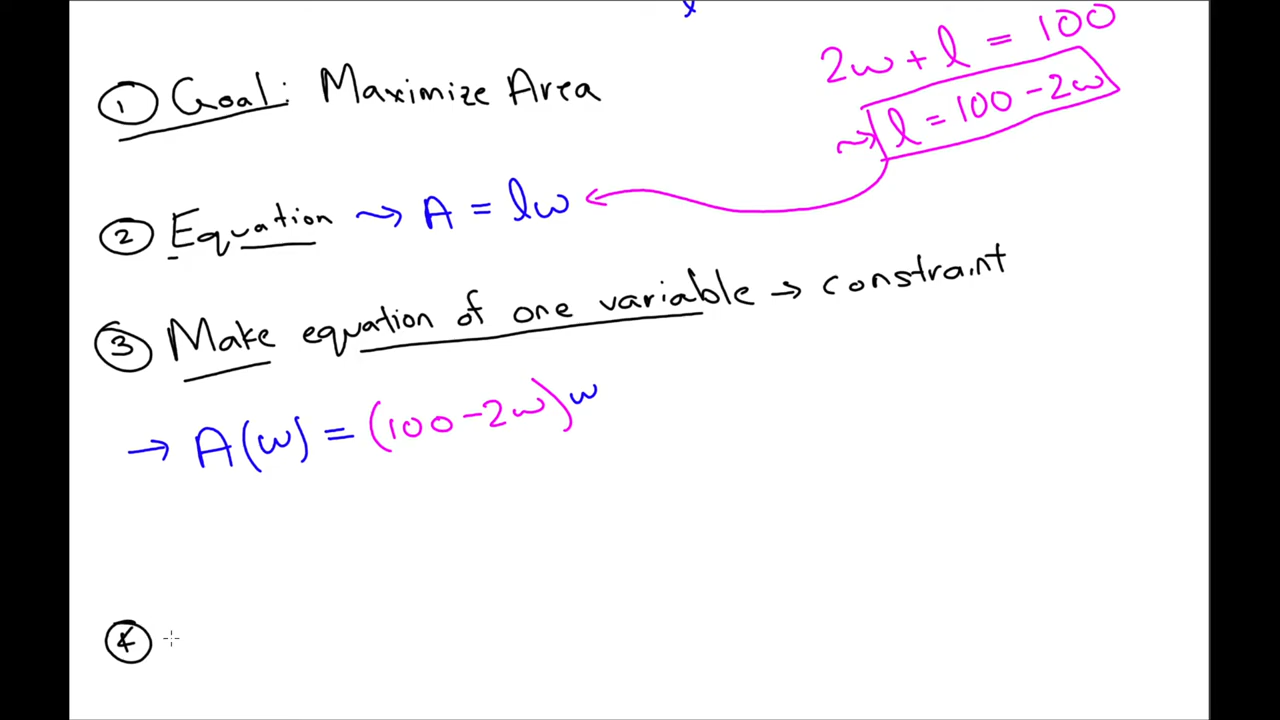 l
2w + l = 100
① Goal: Maximize Area
⤳ l = 100 - 2w
② Equation ⤳ A = lw
③ Make equation of one variable → constraint
→ A(w) = (100 - 2w)w
④